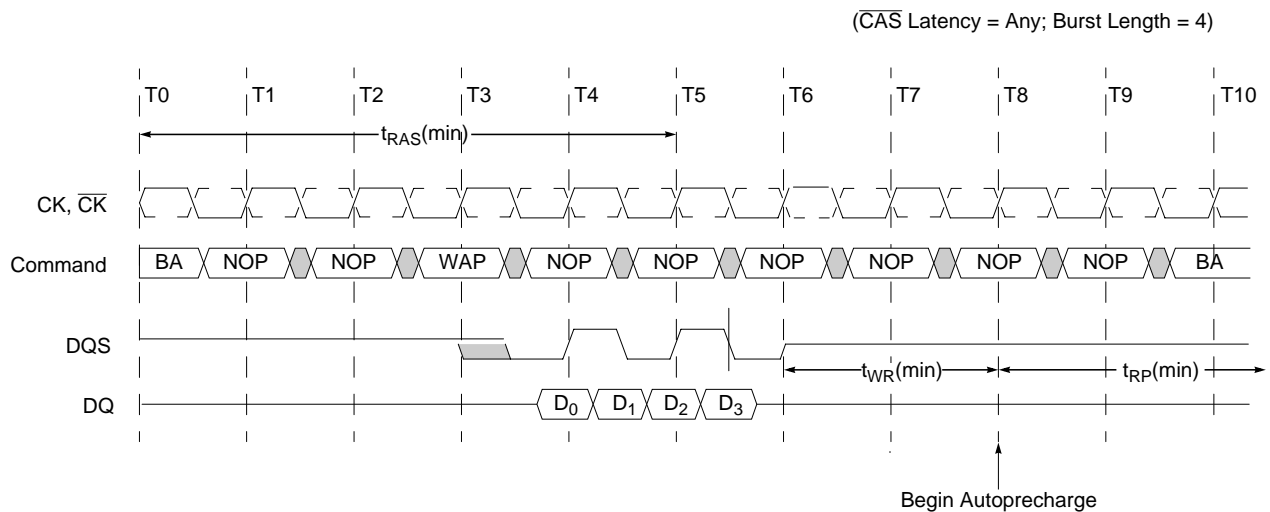 (CAS Latency = Any; Burst Length = 4)
T0 T1 T2 T3 T4 T5 T6 T7 T8 T9 T10
tRAS(min)
CK, CK
Command BA NOP NOP WAP NOP NOP NOP NOP NOP NOP BA
DQS
tWR(min) tRP(min)
DQ D0 D1 D2 D3
Begin Autoprecharge